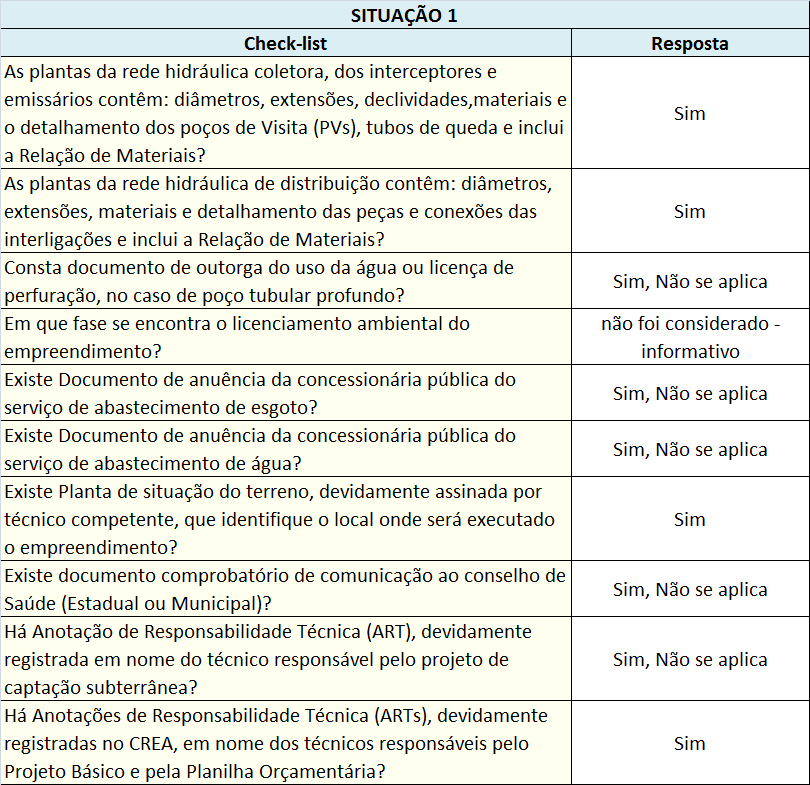 SITUAÇÃO 1
Check-list
Resposta
As plantas da rede hidráulica coletora, dos interceptores e
emissários contêm: diâmetros, extensões, declividades,materiais e
o detalhamento dos poços de Visita (PVs), tubos de queda e inclui
a Relação de Materiais?
Sim
As plantas da rede hidráulica de distribuição contêm: diâmetros,
extensões, materiais e detalhamento das peças e conexões das
interligações e inclui a Relação de Materiais?
Sim
Consta documento de outorga do uso da água ou licença de
perfuração, no caso de poço tubular profundo?
Sim, Não se aplica
Em que fase se encontra o licenciamento ambiental do
empreendimento?
não foi considerado -
informativo
Existe Documento de anuência da concessionária pública do
serviço de abastecimento de esgoto?
Sim, Não se aplica
Existe Documento de anuência da concessionária pública do
serviço de abastecimento de água?
Sim, Não se aplica
Existe Planta de situação do terreno, devidamente assinada por
técnico competente, que identifique o local onde será executado
o empreendimento?
Sim
Existe documento comprobatório de comunicação ao conselho de
Saúde (Estadual ou Municipal)?
Sim, Não se aplica
Há Anotação de Responsabilidade Técnica (ART), devidamente
registrada em nome do técnico responsável pelo projeto de
captação subterrânea?
Sim, Não se aplica
Há Anotações de Responsabilidade Técnica (ARTs), devidamente
registradas no CREA, em nome dos técnicos responsáveis pelo
Projeto Básico e pela Planilha Orçamentária?
Sim